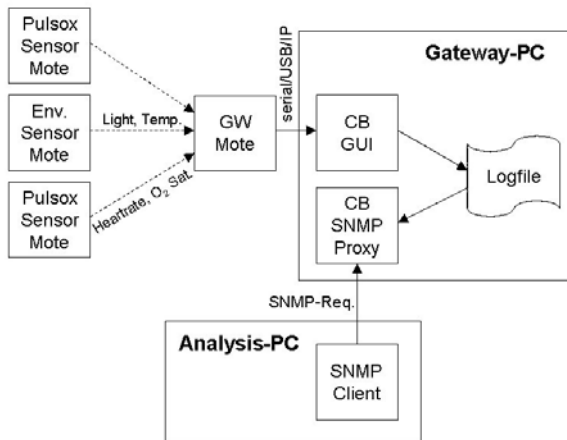 Pulsox
Sensor
Mote
Env.
Sensor
Mote
Pulsox
Sensor
Mote
Light, Temp.
Heartrate, O₂ Sat.
GW
Mote
serial/USB/IP
Gateway-PC
CB
GUI
Logfile
CB
SNMP
Proxy
SNMP-Req.
Analysis-PC
SNMP
Client